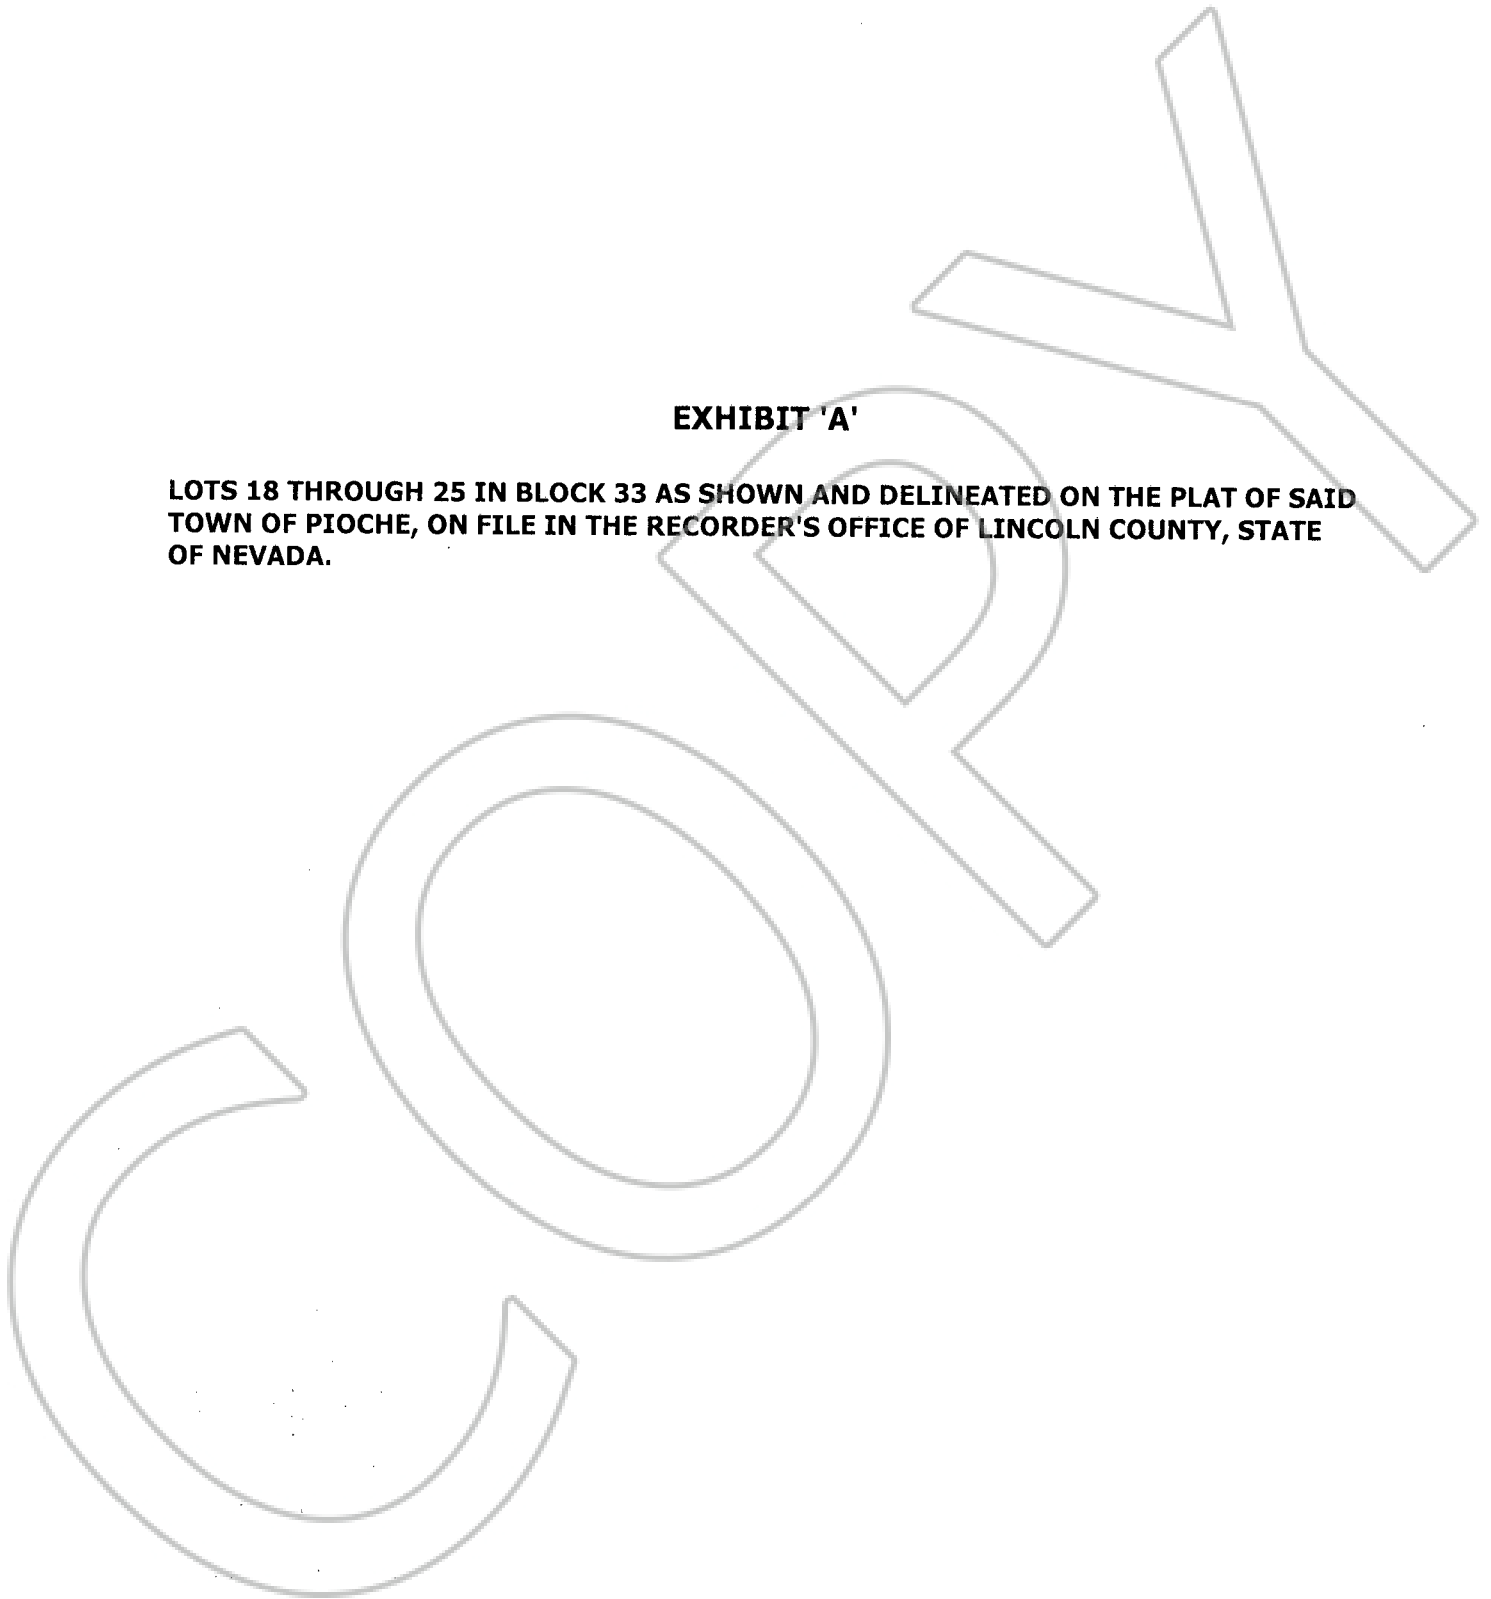 EXHIBIT 'A'
LOTS 18 THROUGH 25 IN BLOCK 33 AS SHOWN AND DELINEATED ON THE PLAT OF SAID
TOWN OF PIOCHE, ON FILE IN THE RECORDER'S OFFICE OF LINCOLN COUNTY, STATE
OF NEVADA.
COPY